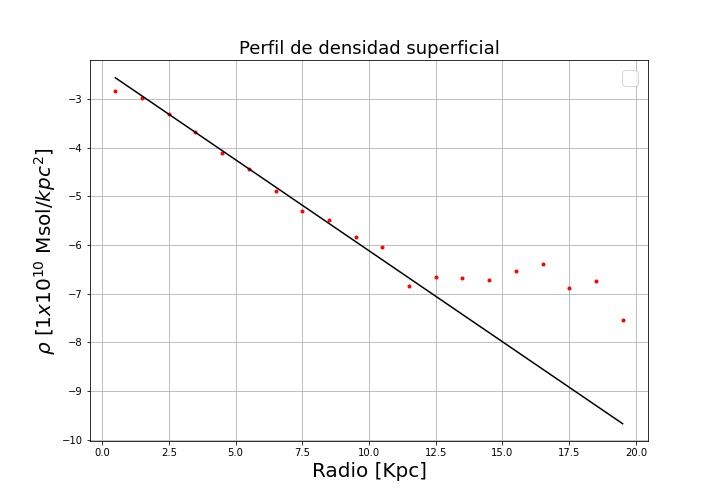 Perfil de densidad superficial
ρ [1x10¹⁰ Msol/kpc²]
−3
−4
−5
−6
−7
−8
−9
−10
0.0 2.5 5.0 7.5 10.0 12.5 15.0 17.5 20.0
Radio [Kpc]